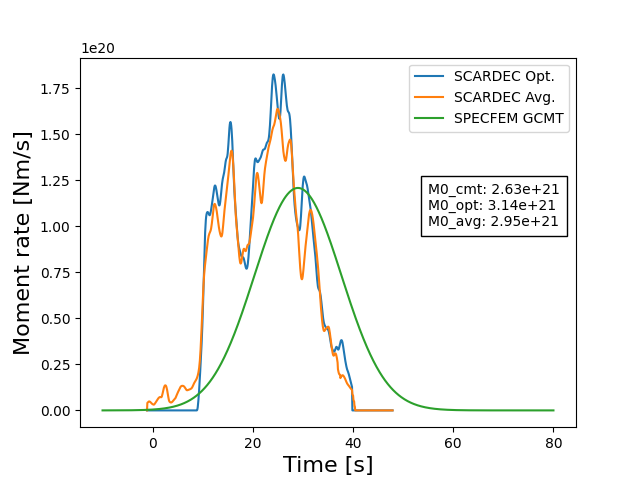 1e20
SCARDEC Opt.
SCARDEC Avg.
SPECFEM GCMT
M0_cmt: 2.63e+21
M0_opt: 3.14e+21
M0_avg: 2.95e+21
Moment rate [Nm/s]
1.75
1.50
1.25
1.00
0.75
0.50
0.25
0.00
0 20 40 60 80
Time [s]